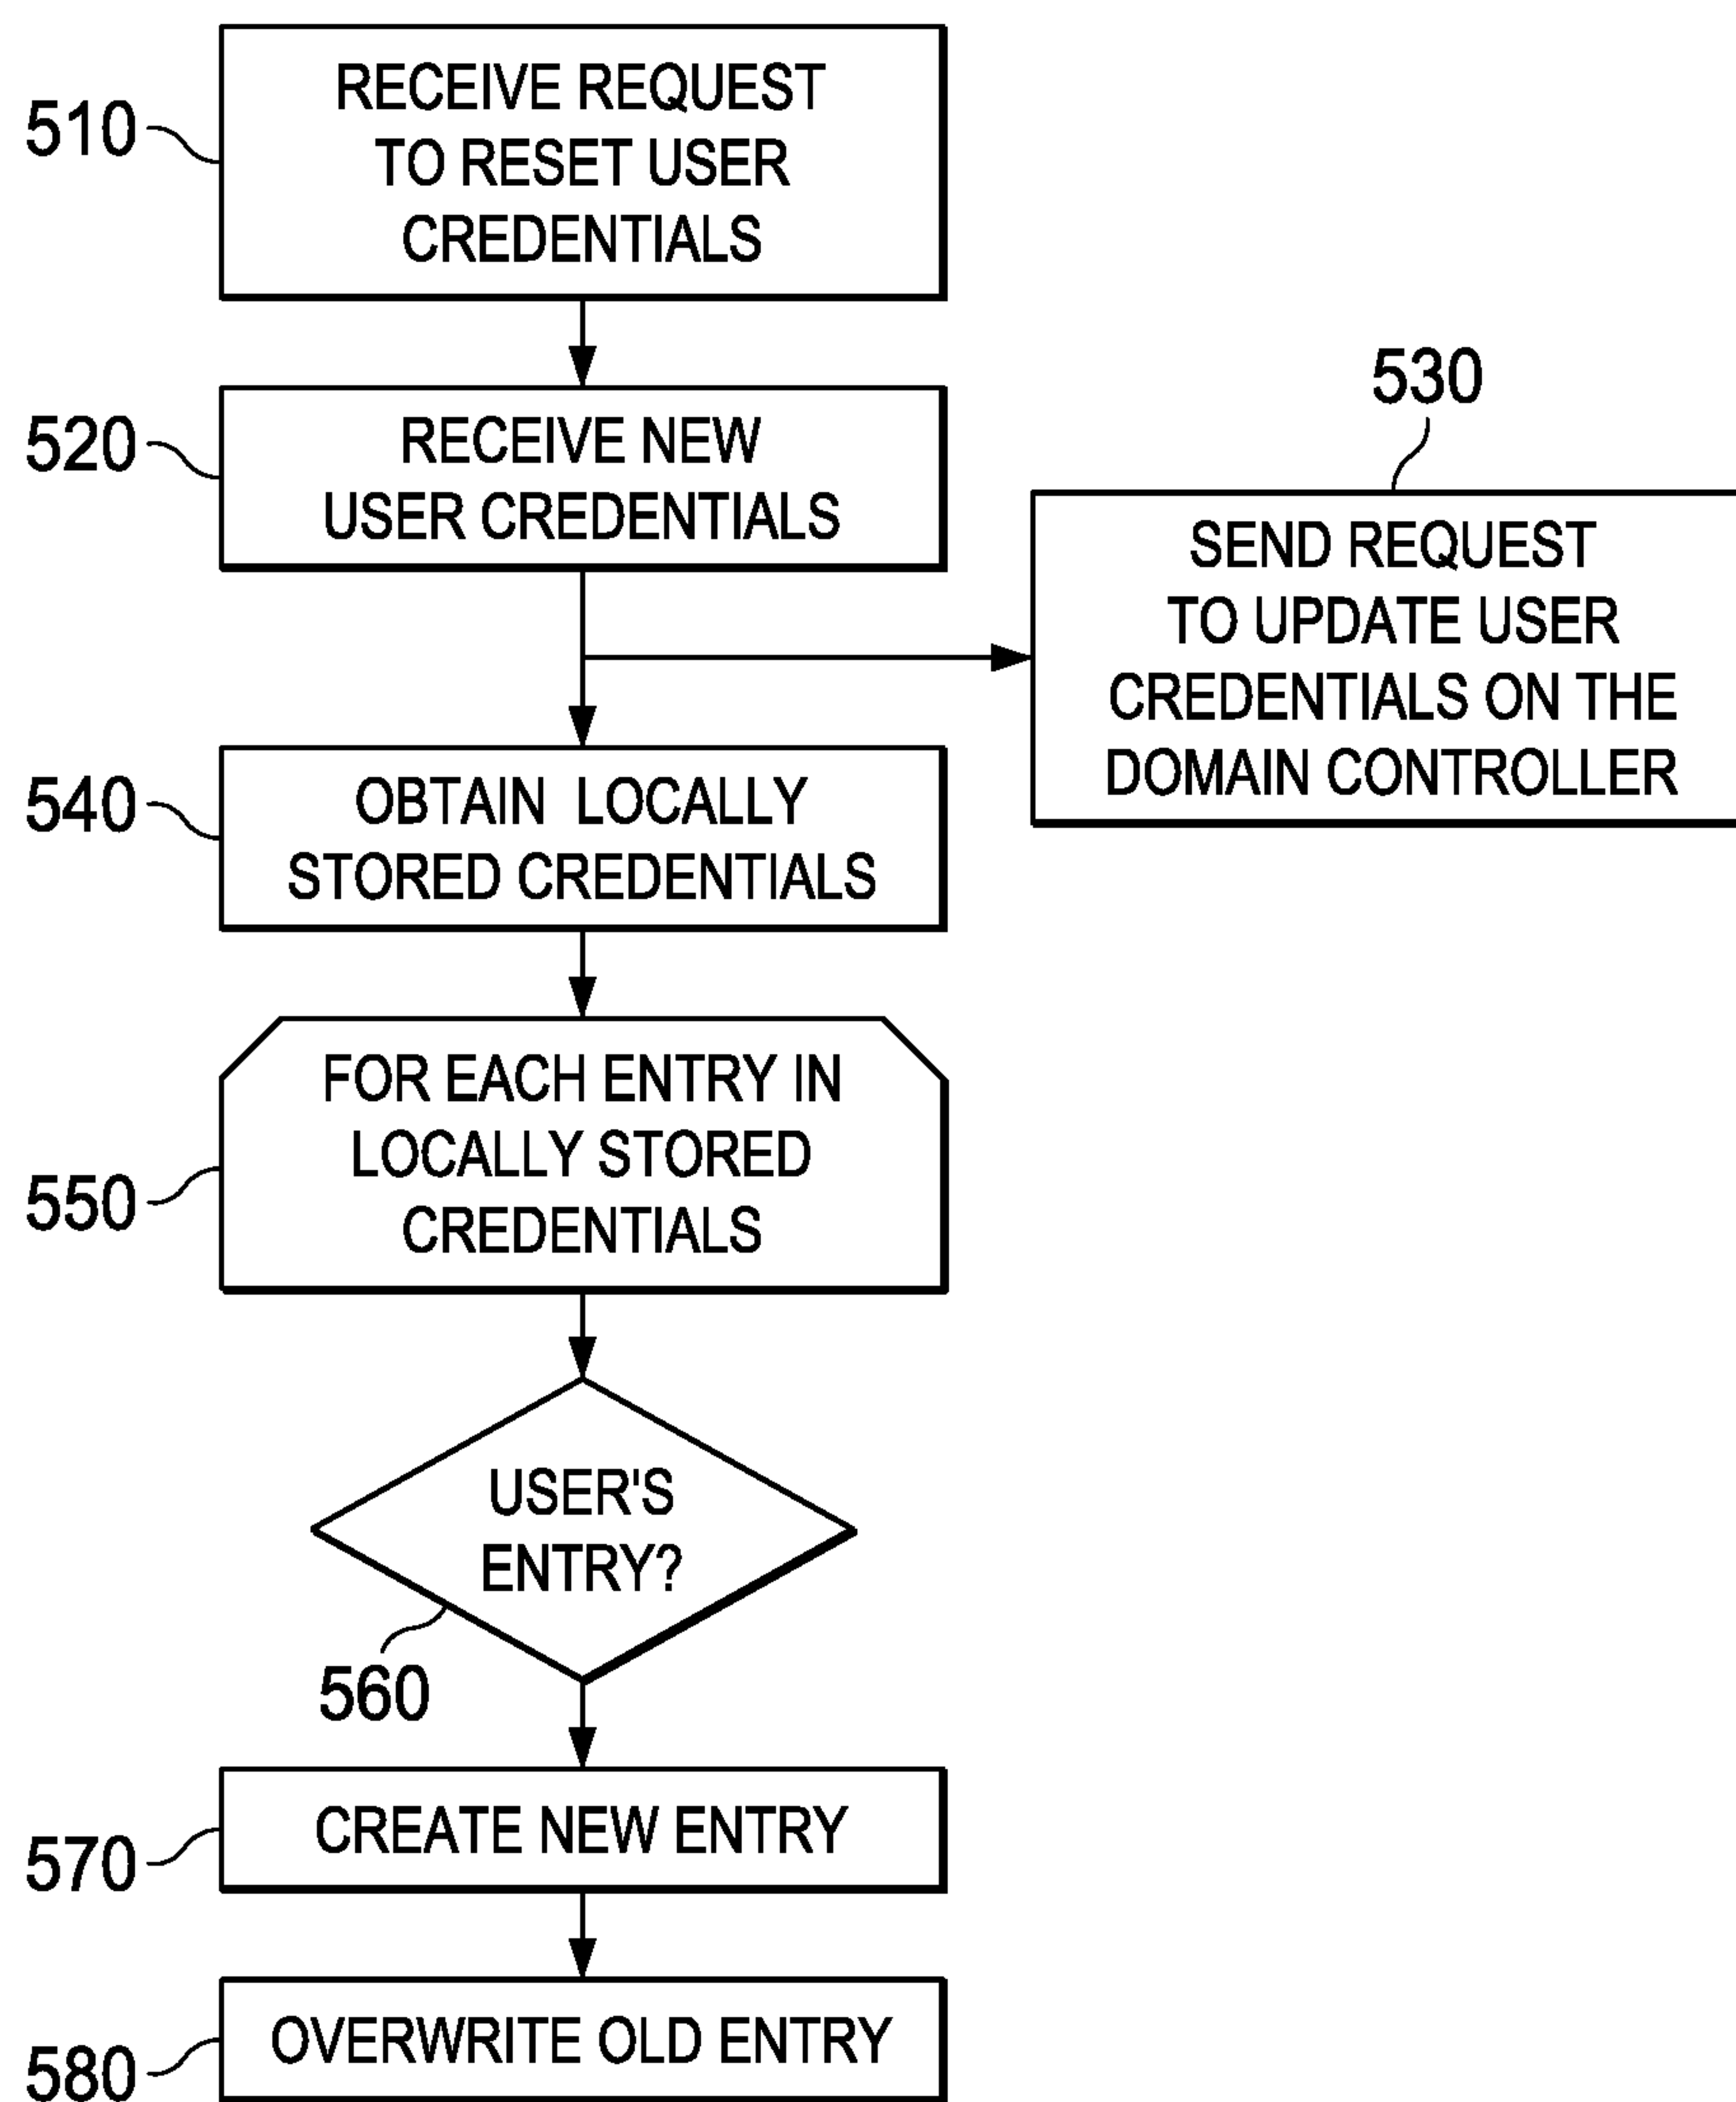 510
RECEIVE REQUEST
TO RESET USER
CREDENTIALS
520
RECEIVE NEW
USER CREDENTIALS
530
SEND REQUEST
TO UPDATE USER
CREDENTIALS ON THE
DOMAIN CONTROLLER
540
OBTAIN LOCALLY
STORED CREDENTIALS
550
FOR EACH ENTRY IN
LOCALLY STORED
CREDENTIALS
USER'S
ENTRY?
560
570
CREATE NEW ENTRY
580
OVERWRITE OLD ENTRY